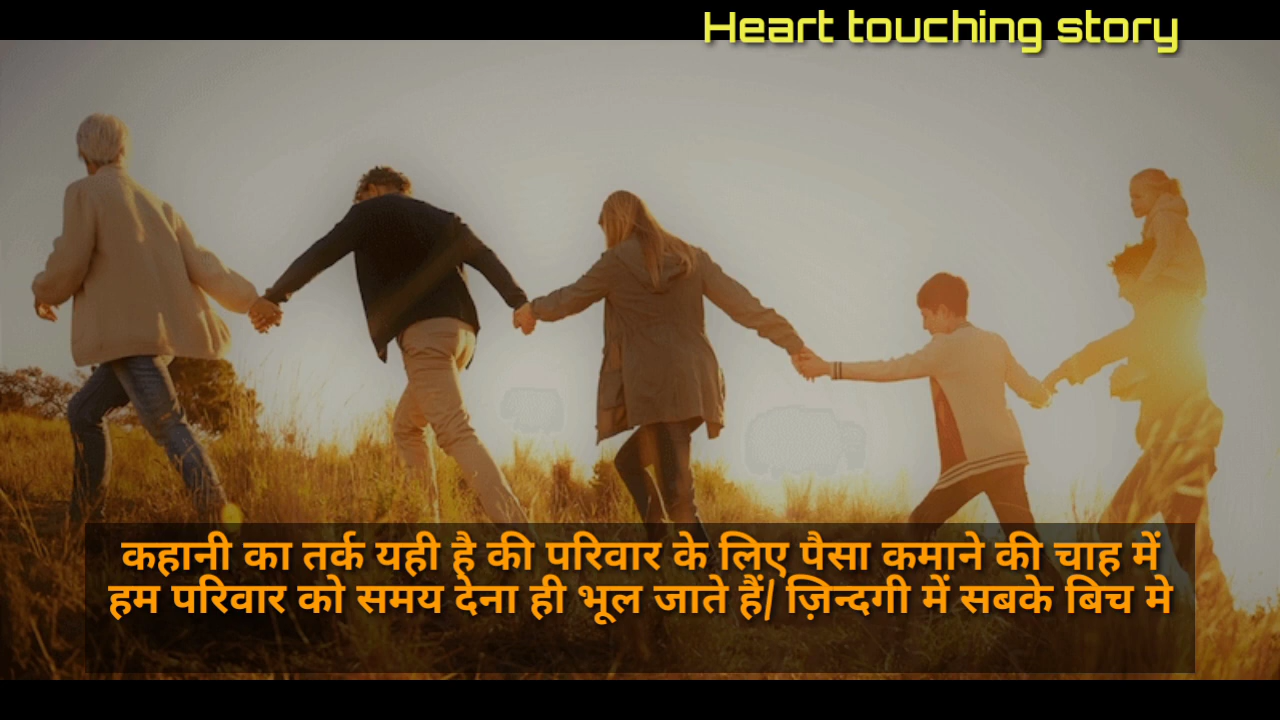 Heart touching story
कहानी का तर्क यही है की परिवार के लिए पैसा कमाने की चाह में
हम परिवार को समय देना ही भूल जाते हैं/ ज़िन्दगी में सबके बिच मे